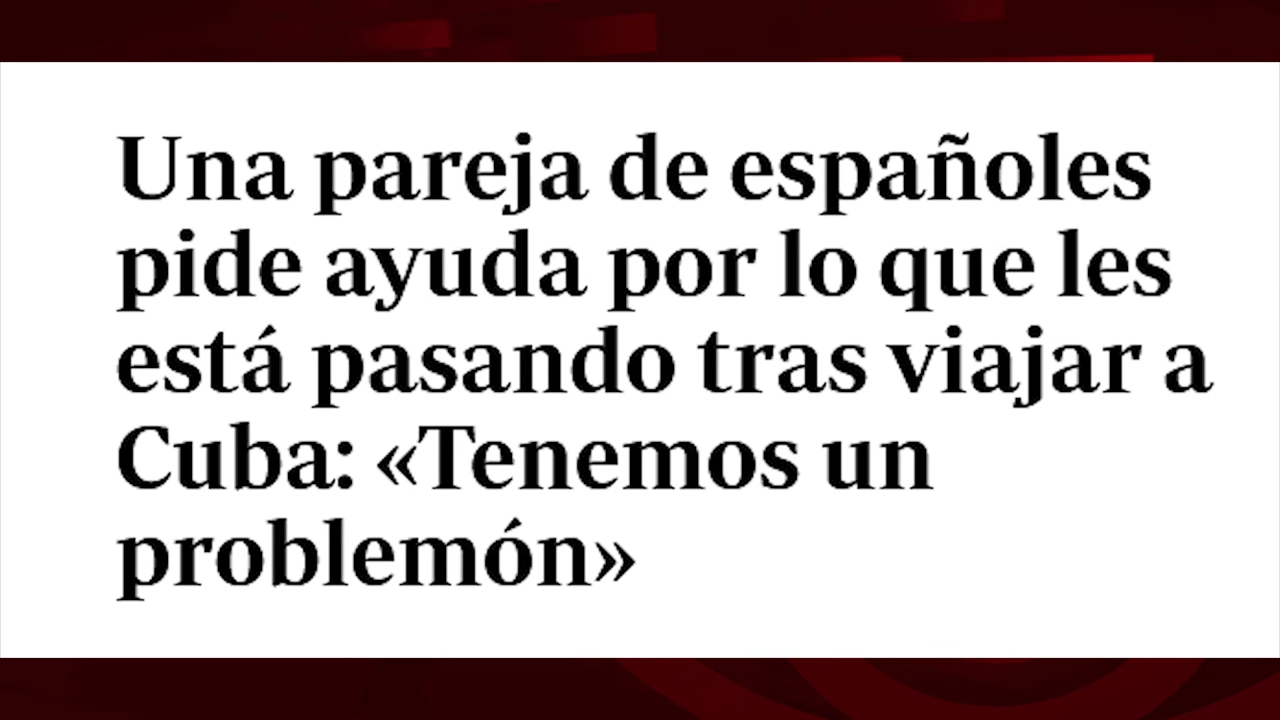 Una pareja de españoles
pide ayuda por lo que les
está pasando tras viajar a
Cuba: «Tenemos un
problemón»